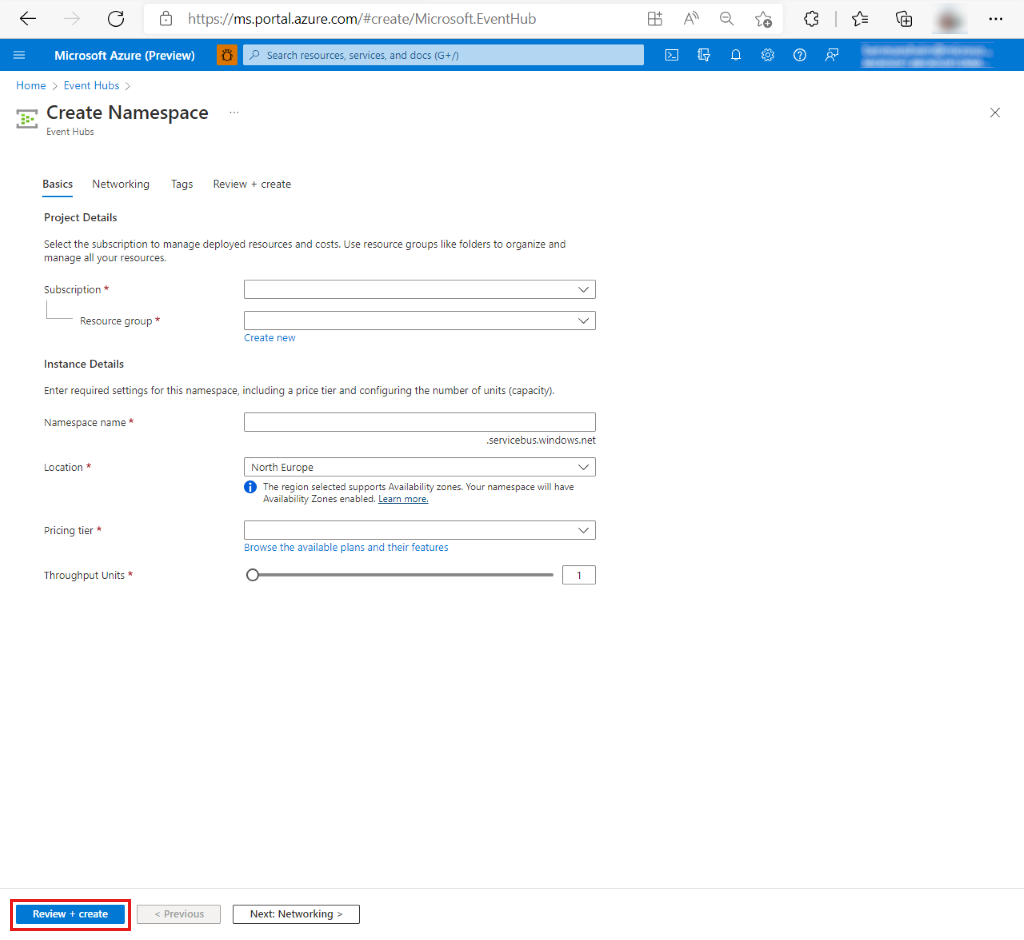 https://ms.portal.azure.com/#create/Microsoft.EventHub
Microsoft Azure (Preview)
Search resources, services, and docs (G+/)
Home > Event Hubs >
Create Namespace ...
Event Hubs
Basics Networking Tags Review + create
Project Details
Select the subscription to manage deployed resources and costs. Use resource groups like folders to organize and
manage all your resources.
Subscription *
Resource group *
Create new
Instance Details
Enter required settings for this namespace, including a price tier and configuring the number of units (capacity).
Namespace name *
.servicebus.windows.net
Location * North Europe
The region selected supports Availability zones. Your namespace will have
Availability Zones enabled. Learn more.
Pricing tier *
Browse the available plans and their features
Throughput Units * 1
Review + create < Previous Next: Networking >